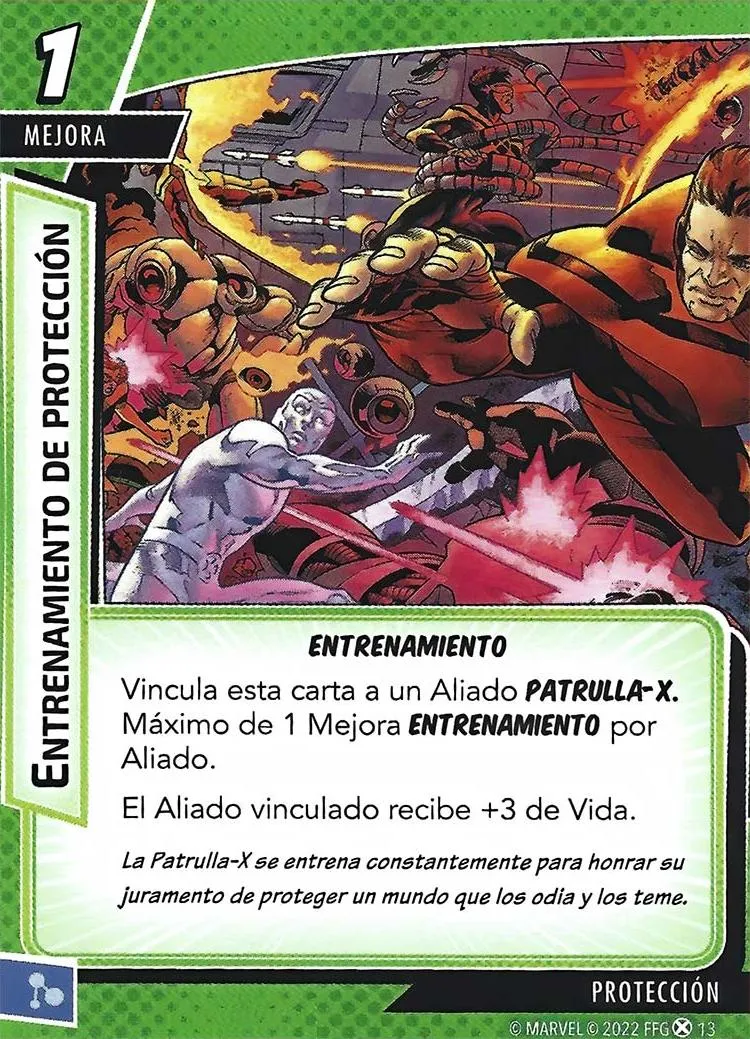 1
MEJORA
ENTRENAMIENTO DE PROTECCIÓN
ENTRENAMIENTO
Vincula esta carta a un Aliado PATRULLA-X.
Máximo de 1 Mejora ENTRENAMIENTO por
Aliado.
El Aliado vinculado recibe +3 de Vida.
La Patrulla-X se entrena constantemente para honrar su
juramento de proteger un mundo que los odia y los teme.
PROTECCIÓN
© MARVEL © 2022 FFG 13